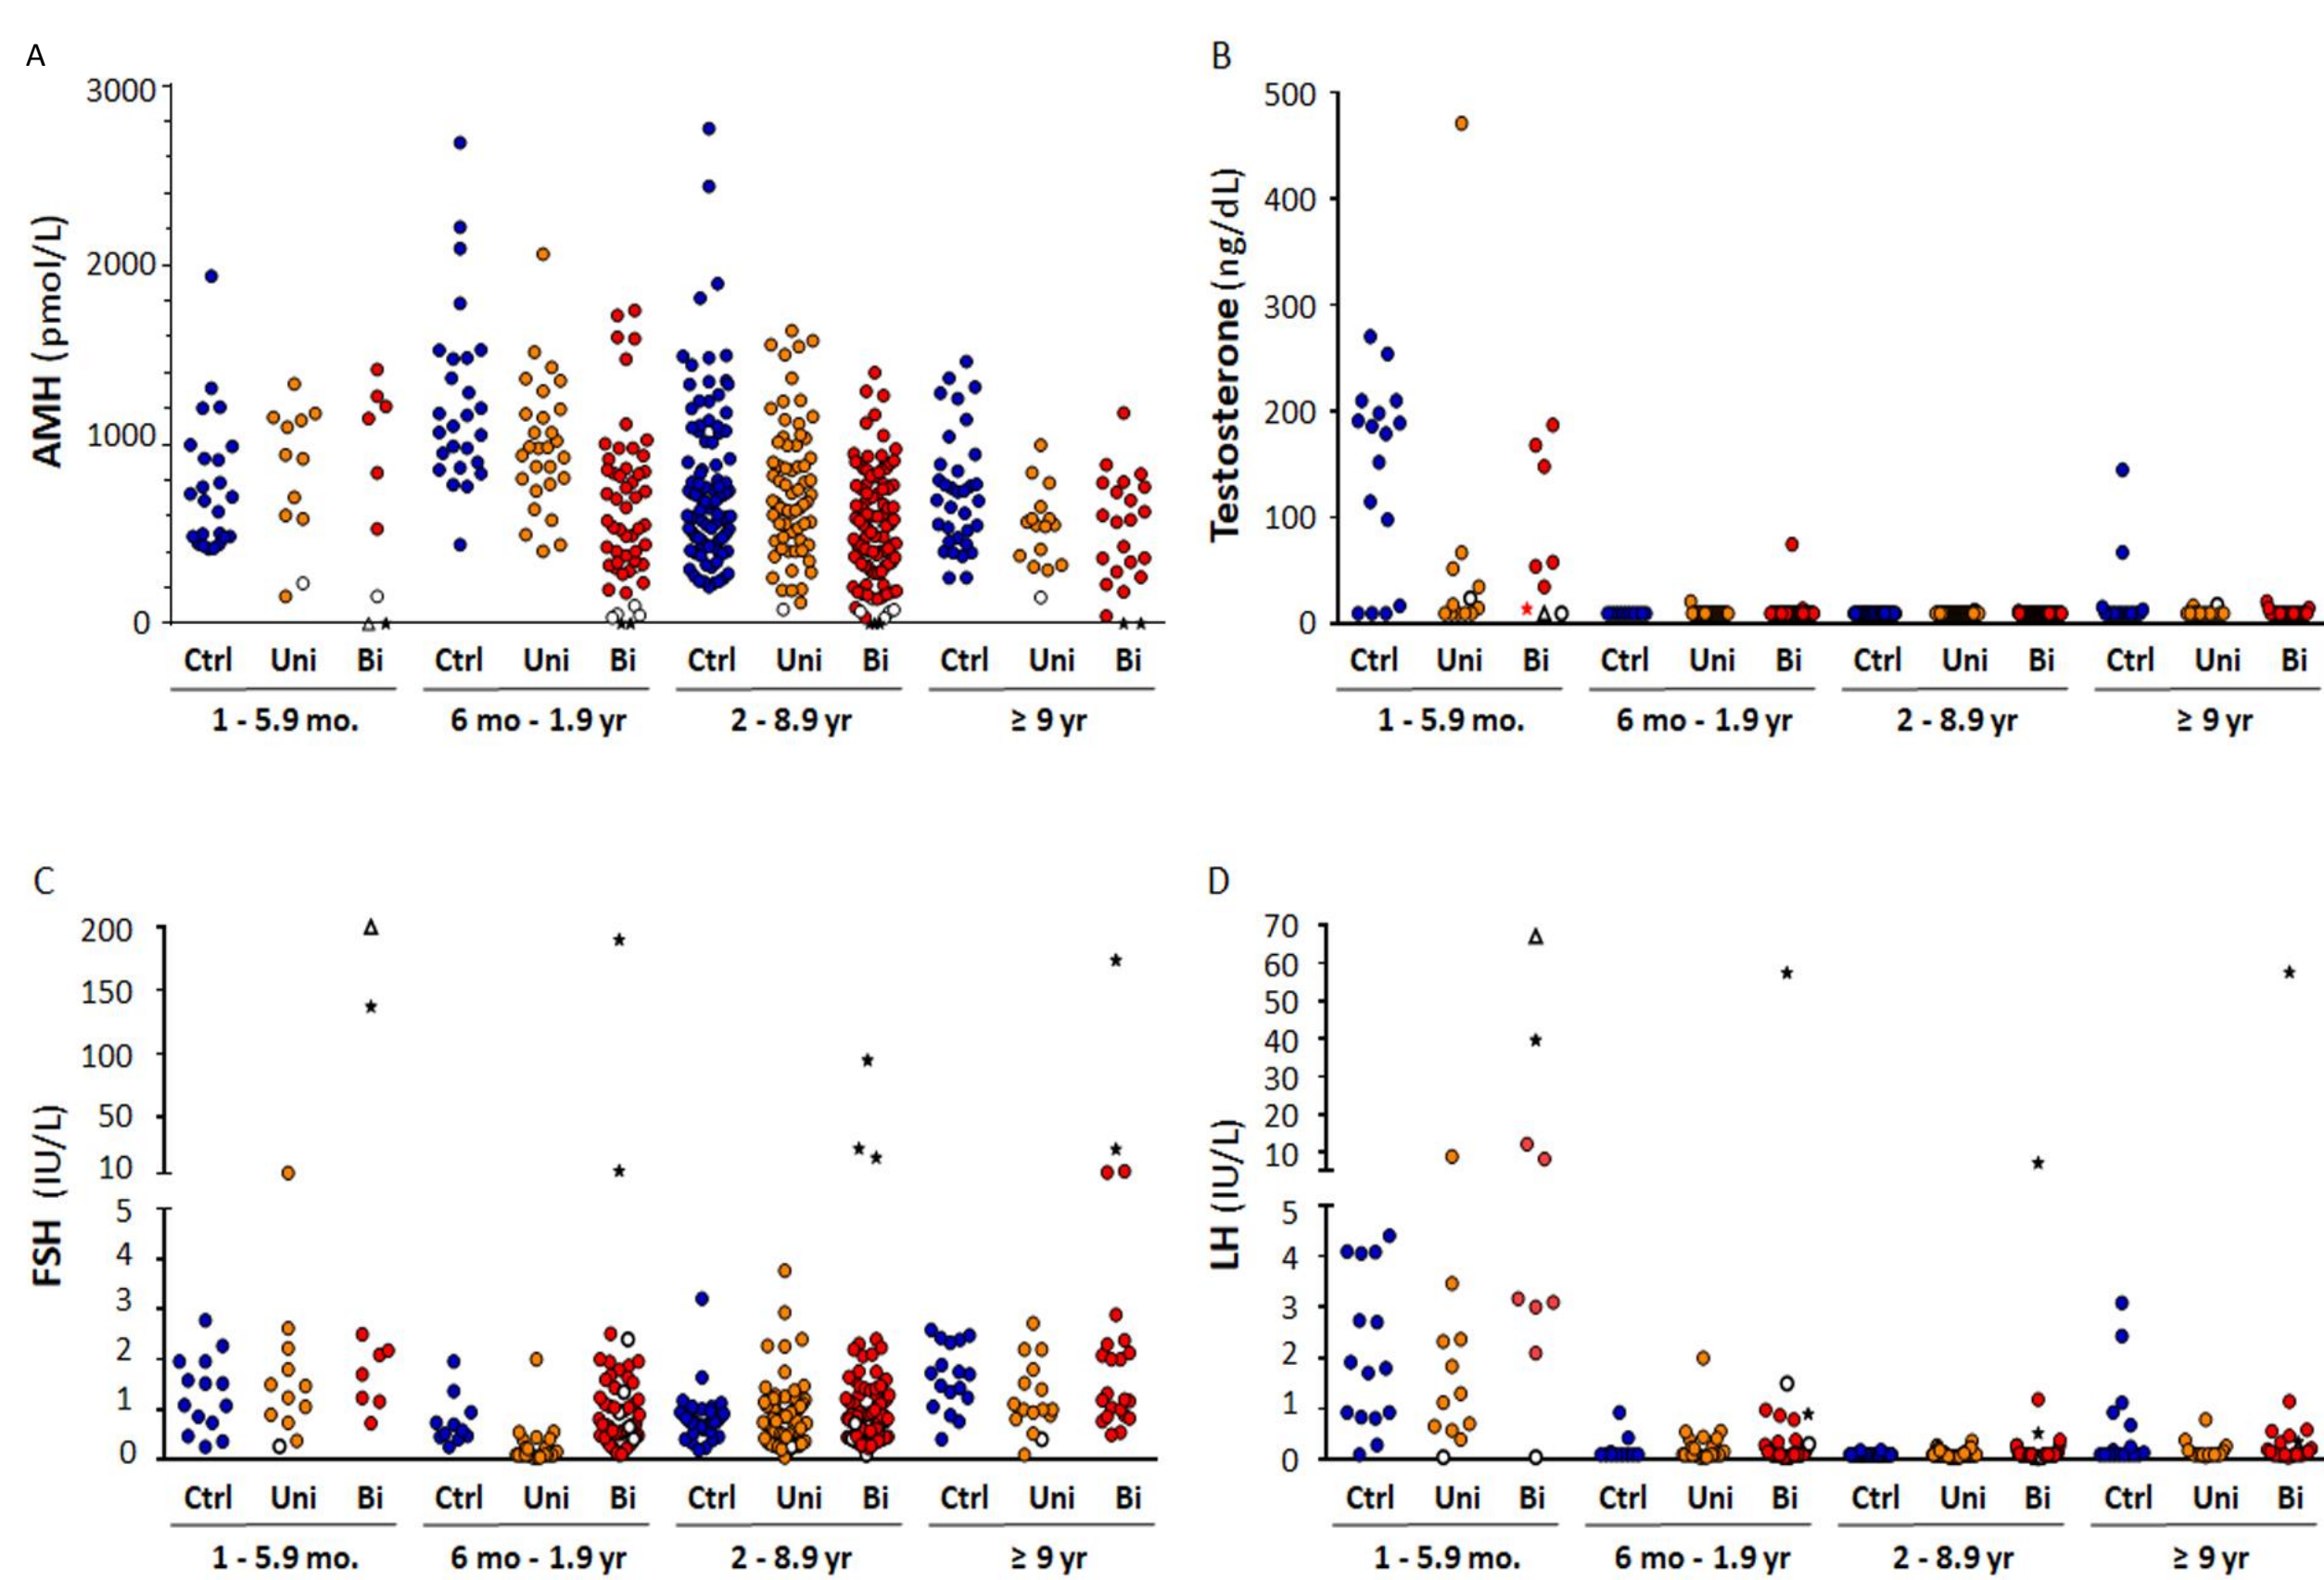 A
AMH (pmol/L)
3000
2000
1000
0
Ctrl Uni Bi Ctrl Uni Bi Ctrl Uni Bi Ctrl Uni Bi
1 - 5.9 mo. 6 mo - 1.9 yr 2 - 8.9 yr ≥ 9 yr
B
Testosterone (ng/dL)
500
400
300
200
100
0
Ctrl Uni Bi Ctrl Uni Bi Ctrl Uni Bi Ctrl Uni Bi
1 - 5.9 mo. 6 mo - 1.9 yr 2 - 8.9 yr ≥ 9 yr
C
FSH (IU/L)
200
150
100
50
10
5
4
3
2
1
0
Ctrl Uni Bi Ctrl Uni Bi Ctrl Uni Bi Ctrl Uni Bi
1 - 5.9 mo. 6 mo - 1.9 yr 2 - 8.9 yr ≥ 9 yr
D
LH (IU/L)
70
60
50
40
30
20
10
5
4
3
2
1
0
Ctrl Uni Bi Ctrl Uni Bi Ctrl Uni Bi Ctrl Uni Bi
1 - 5.9 mo. 6 mo - 1.9 yr 2 - 8.9 yr ≥ 9 yr